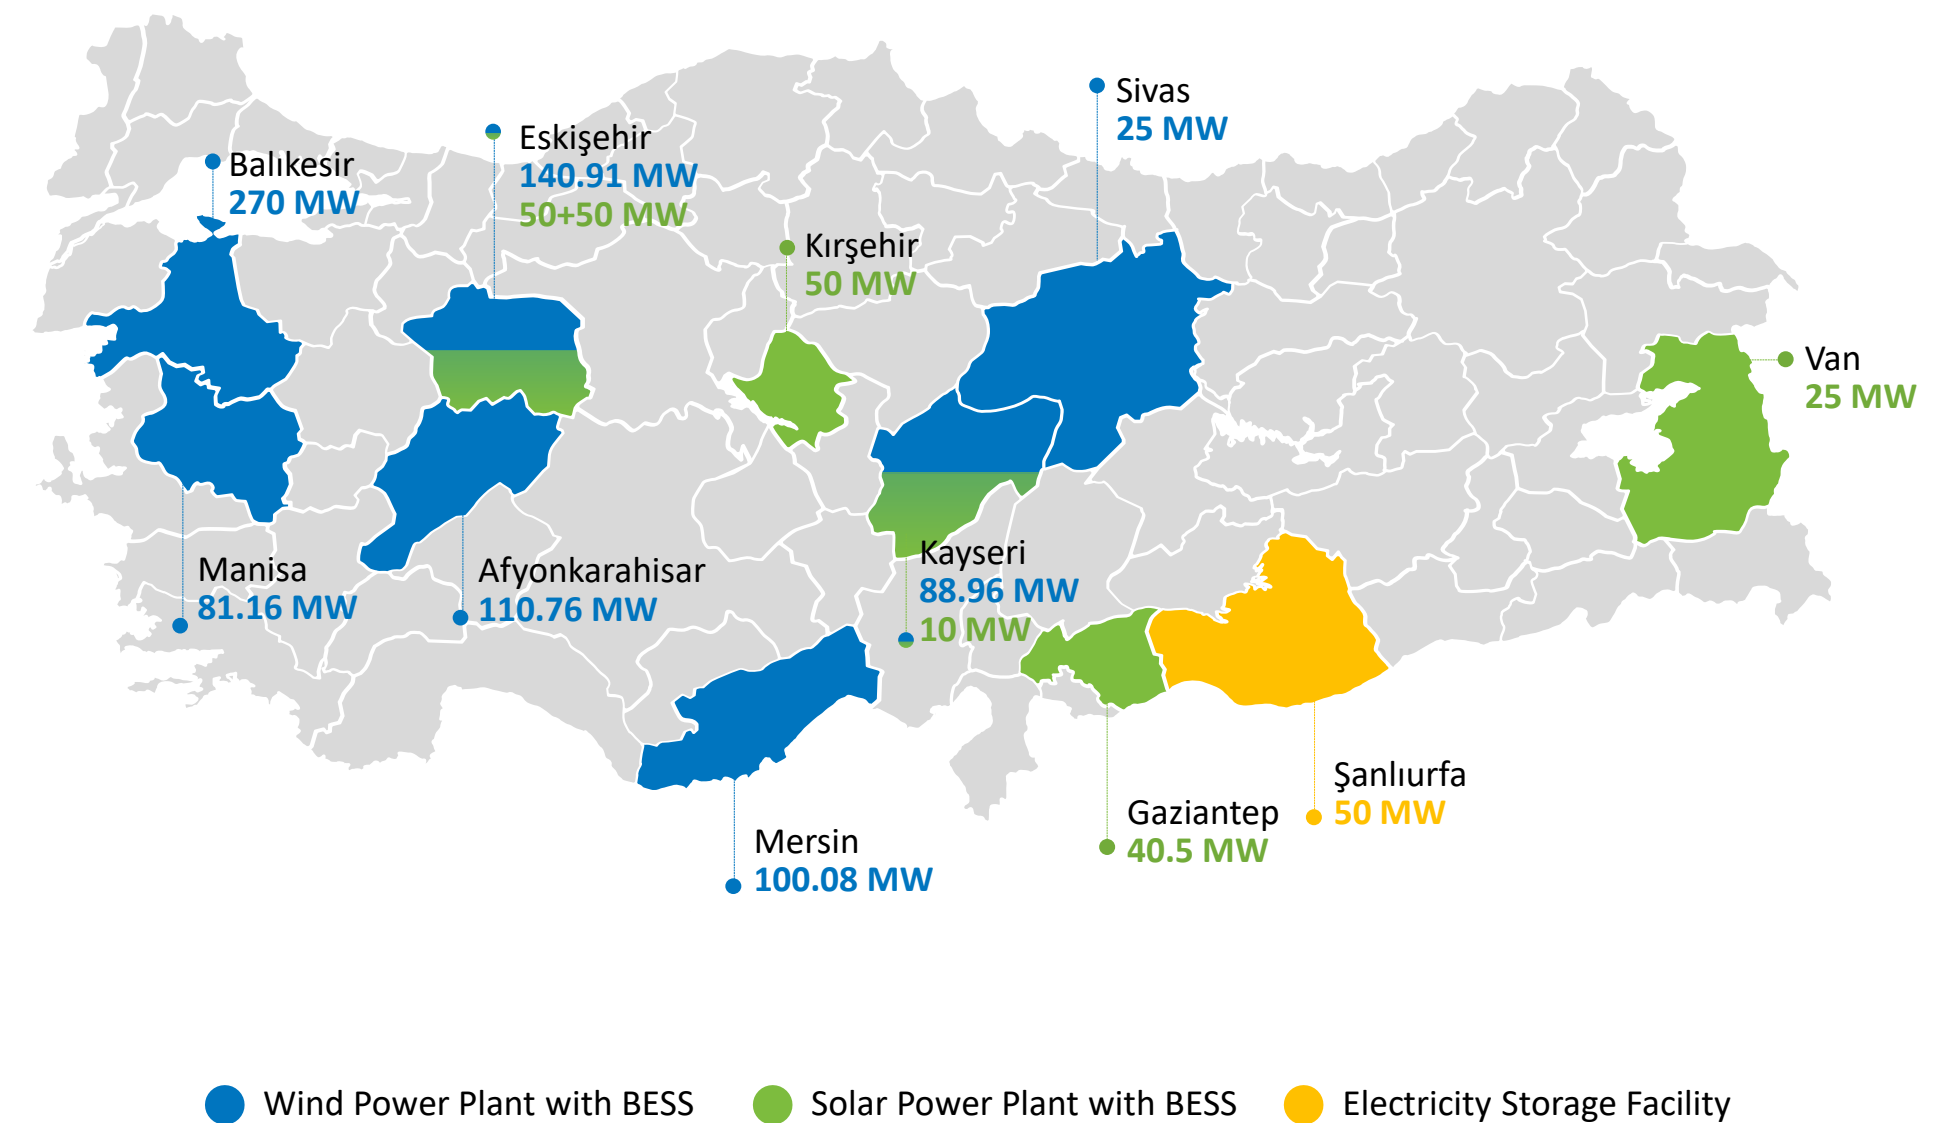 Sivas
25 MW
Eskişehir
140.91 MW
50+50 MW
Balıkesir
270 MW
Kırşehir
50 MW
Van
25 MW
Manisa
81.16 MW
Afyonkarahisar
110.76 MW
Kayseri
88.96 MW
10 MW
Şanlıurfa
50 MW
Gaziantep
40.5 MW
Mersin
100.08 MW
Wind Power Plant with BESS
Solar Power Plant with BESS
Electricity Storage Facility